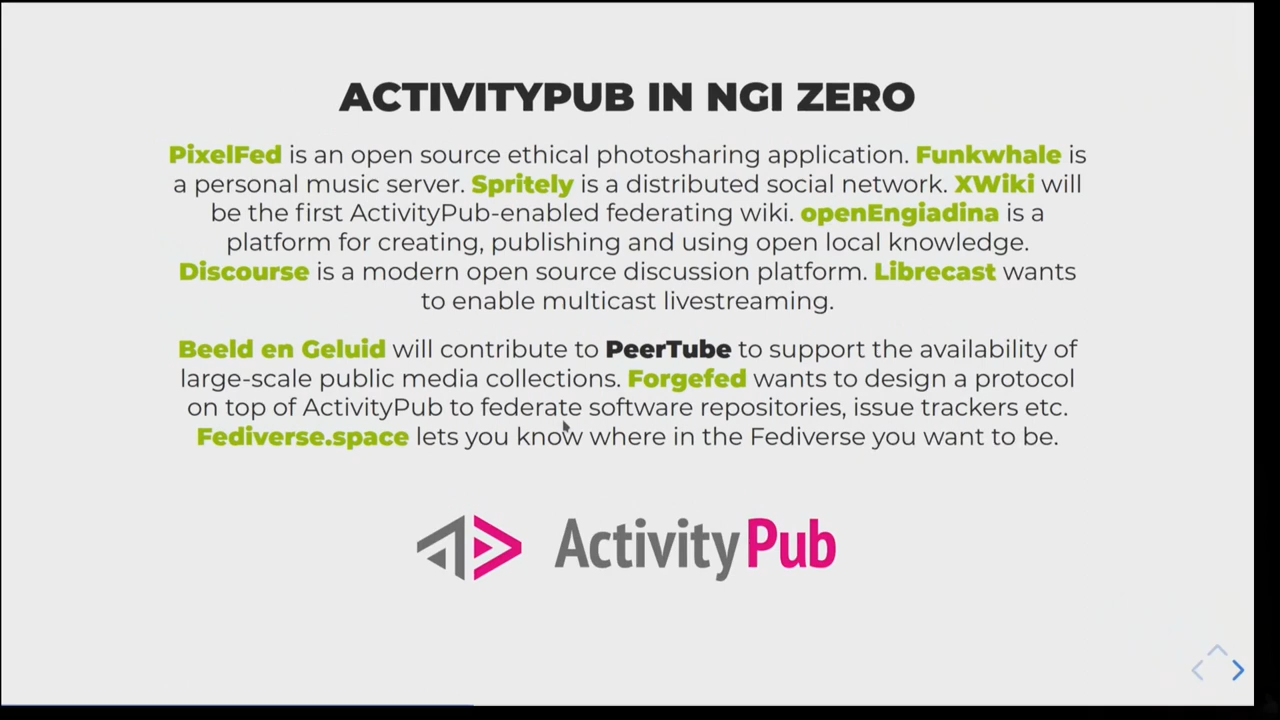 ACTIVITYPUB IN NGI ZERO
PixelFed is an open source ethical photosharing application. Funkwhale is
a personal music server. Spritely is a distributed social network. XWiki will
be the first ActivityPub-enabled federating wiki. openEngiadina is a
platform for creating, publishing and using open local knowledge.
Discourse is a modern open source discussion platform. Librecast wants
to enable multicast livestreaming.
Beeld en Geluid will contribute to PeerTube to support the availability of
large-scale public media collections. Forgefed wants to design a protocol
on top of ActivityPub to federate software repositories, issue trackers etc.
Fediverse.space lets you know where in the Fediverse you want to be.
ActivityPub